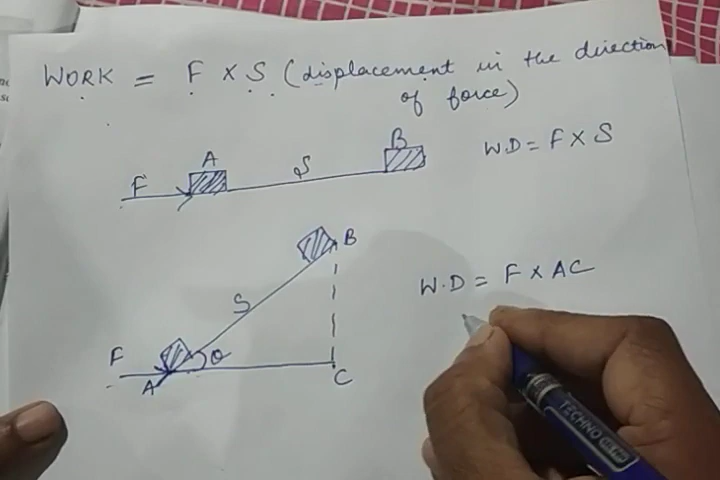 WORK = F X S (displacement in the direction
of force)
A
B
F
S
W.D = F X S
B
S
W.D = F X AC
F
θ
A
C
TECHNO